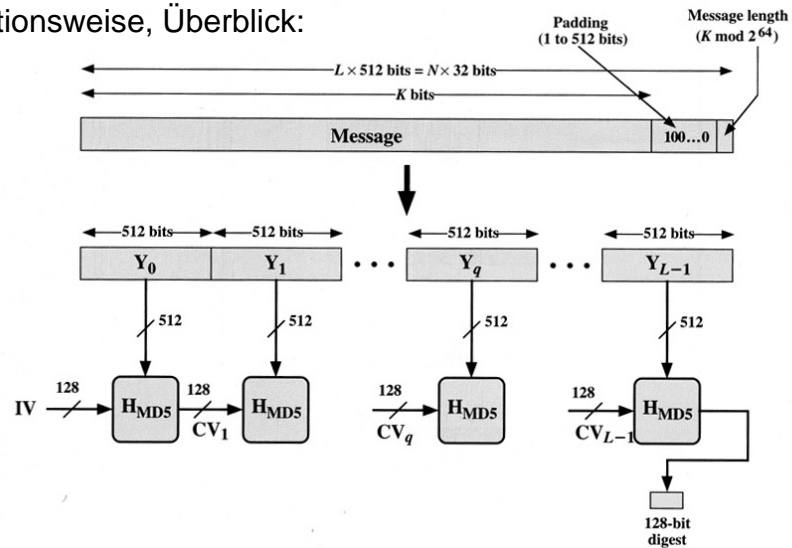 tionsweise, Überblick:
Padding
(1 to 512 bits)
Message length
(K mod 2^64)
L × 512 bits = N × 32 bits
K bits
Message
100...0
512 bits 512 bits 512 bits 512 bits
Y0 Y1 • • • Yq • • • YL−1
512 512 512 512
128 128 128 128
IV HMD5 HMD5 HMD5 HMD5
CV1 CVq CVL−1
128-bit
digest